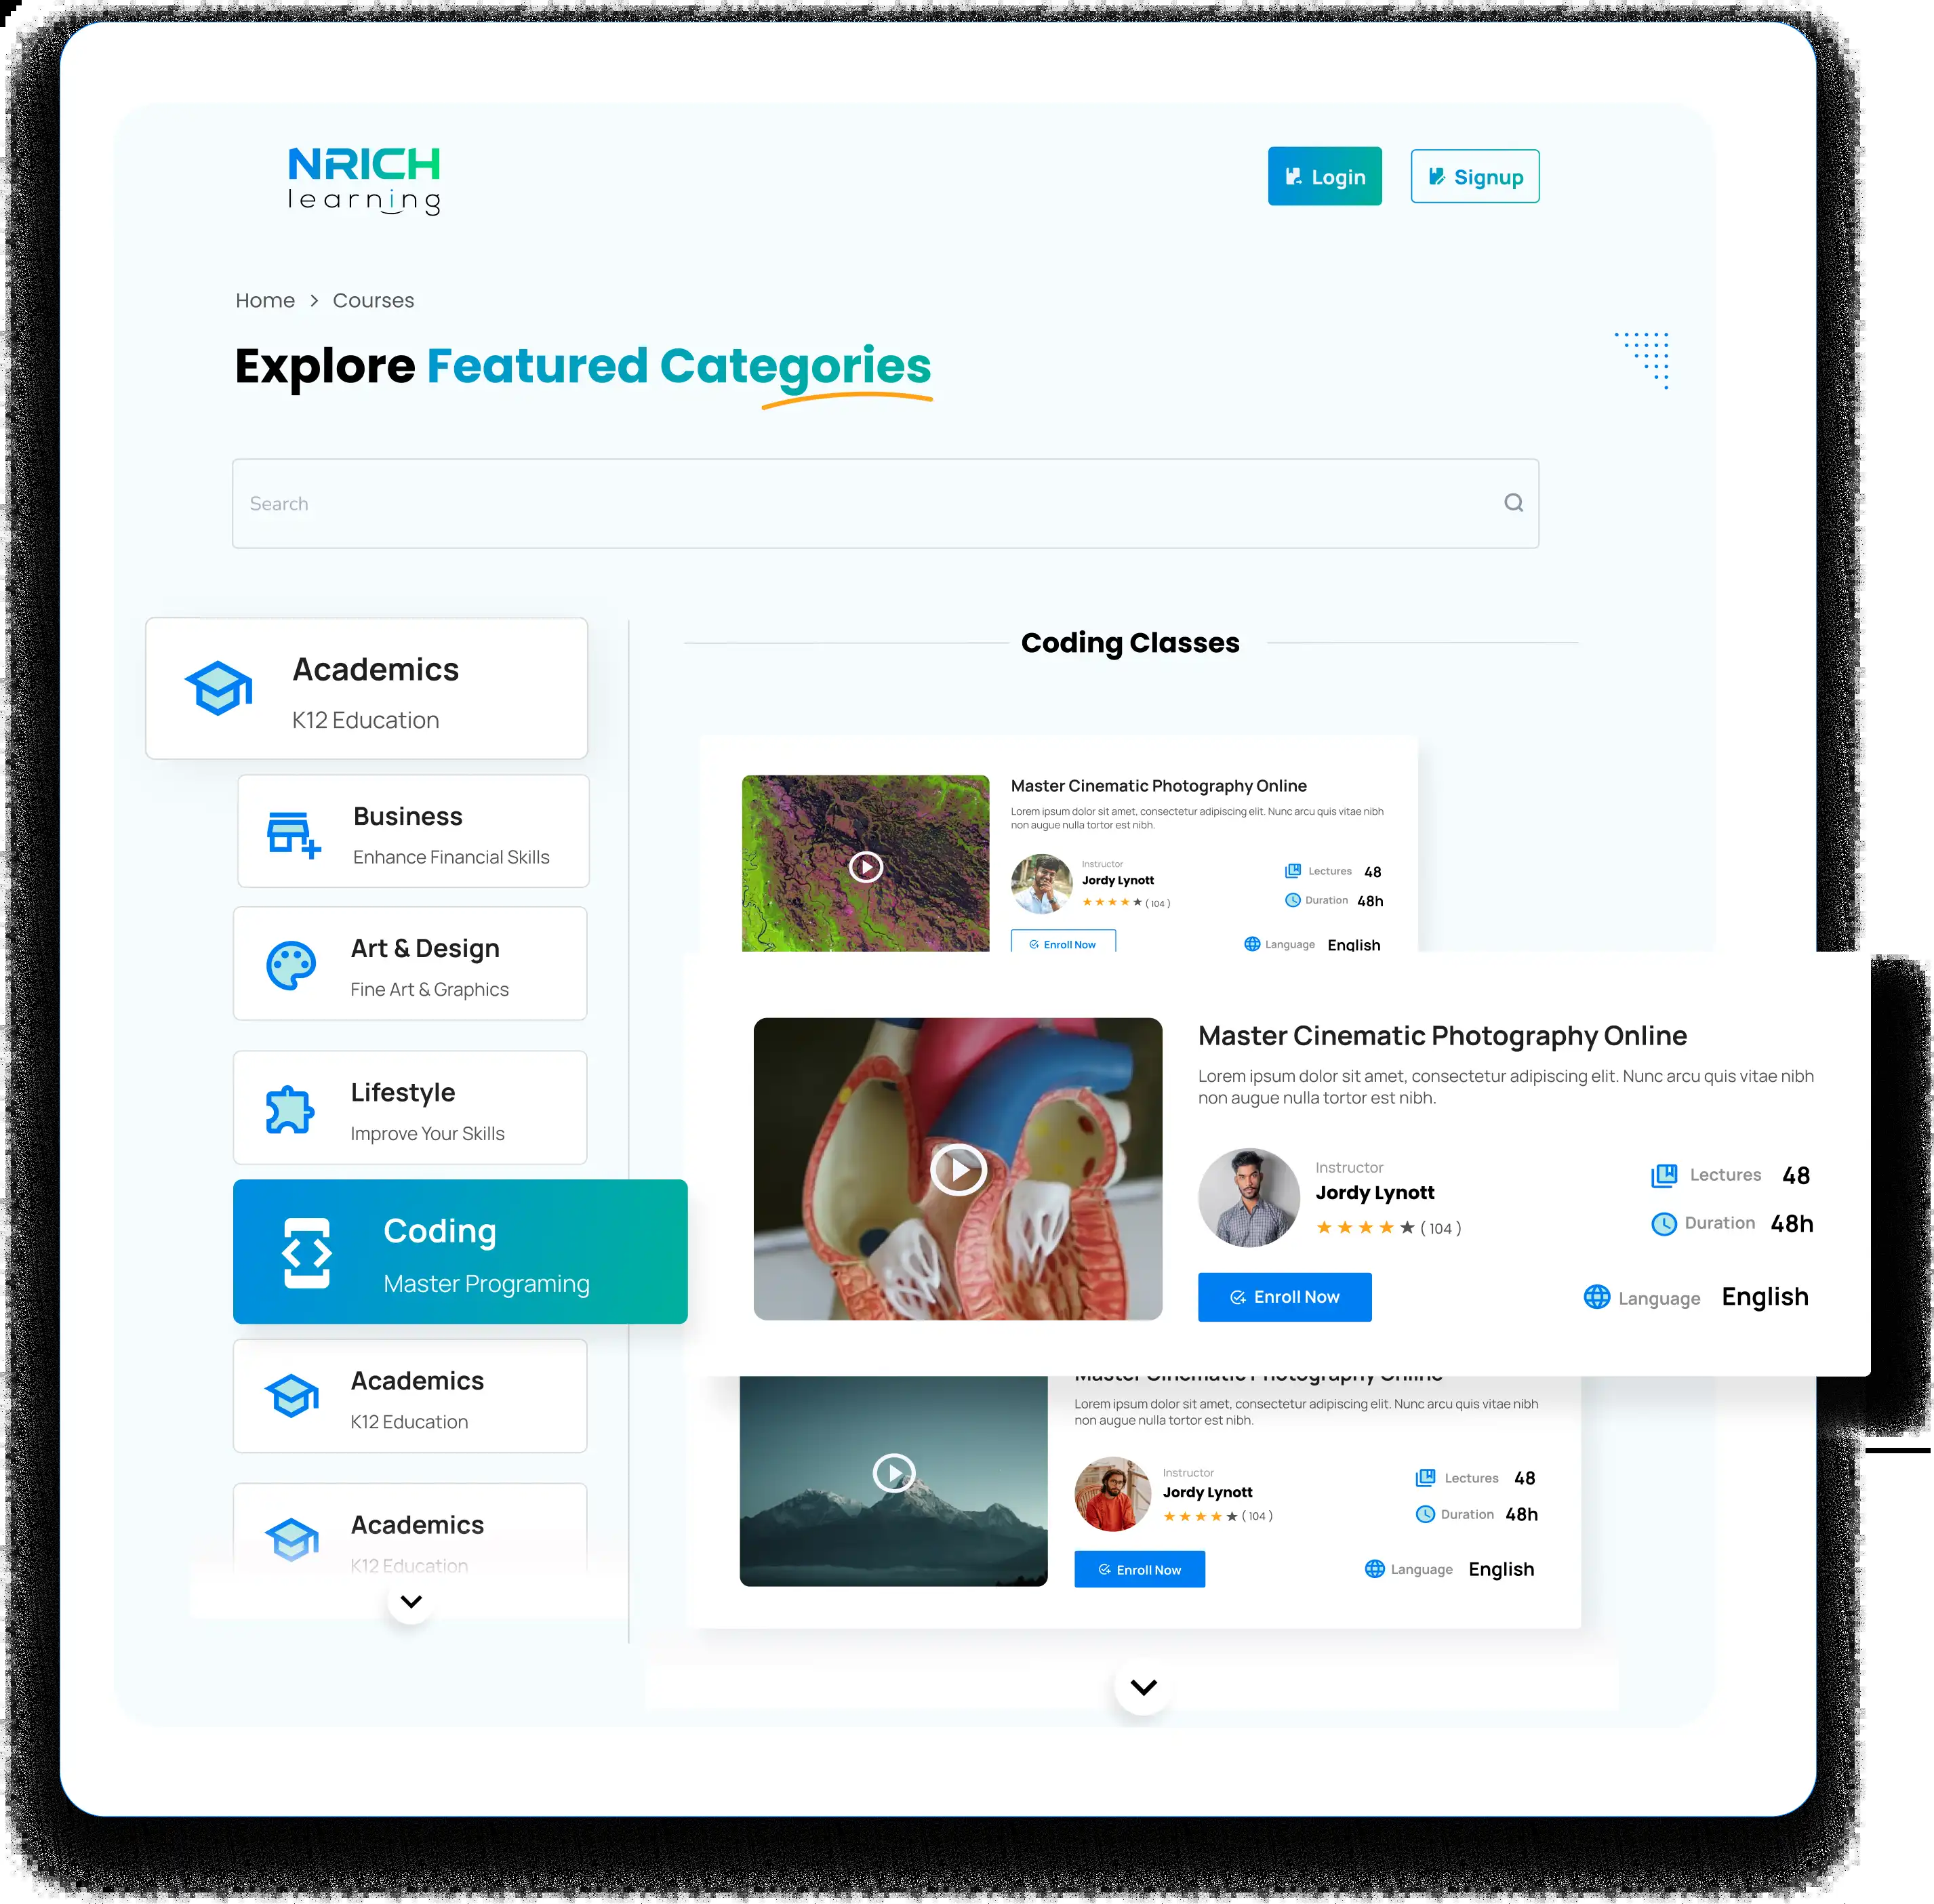 NRICH
learning
Login
Signup
Home > Courses
Explore Featured Categories
Search
Academics
K12 Education
Business
Enhance Financial Skills
Art & Design
Fine Art & Graphics
Lifestyle
Improve Your Skills
Coding
Master Programing
Academics
K12 Education
Academics
K12 Education
Coding Classes
Master Cinematic Photography Online
Lorem ipsum dolor sit amet, consectetur adipiscing elit. Nunc arcu quis vitae nibh
non augue nulla tortor est nibh.
Instructor
Jordy Lynott
( 104 )
Lectures 48
Duration 48h
Enroll Now
Language English
Master Cinematic Photography Online
Lorem ipsum dolor sit amet, consectetur adipiscing elit. Nunc arcu quis vitae nibh
non augue nulla tortor est nibh.
Instructor
Jordy Lynott
( 104 )
Lectures 48
Duration 48h
Enroll Now
Language English
Master Cinematic Photography Online
Lorem ipsum dolor sit amet, consectetur adipiscing elit. Nunc arcu quis vitae nibh
non augue nulla tortor est nibh.
Instructor
Jordy Lynott
( 104 )
Lectures 48
Duration 48h
Enroll Now
Language English